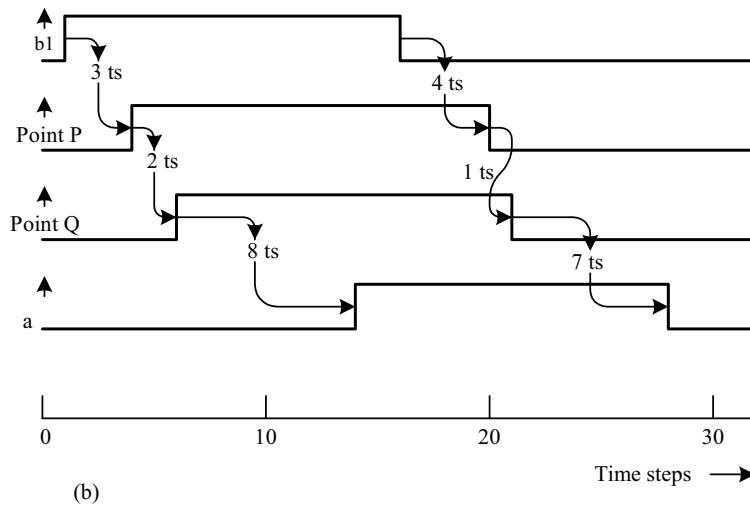 b1
3 ts
4 ts
Point P
2 ts
1 ts
Point Q
8 ts
7 ts
a
0
10
20
30
Time steps
(b)